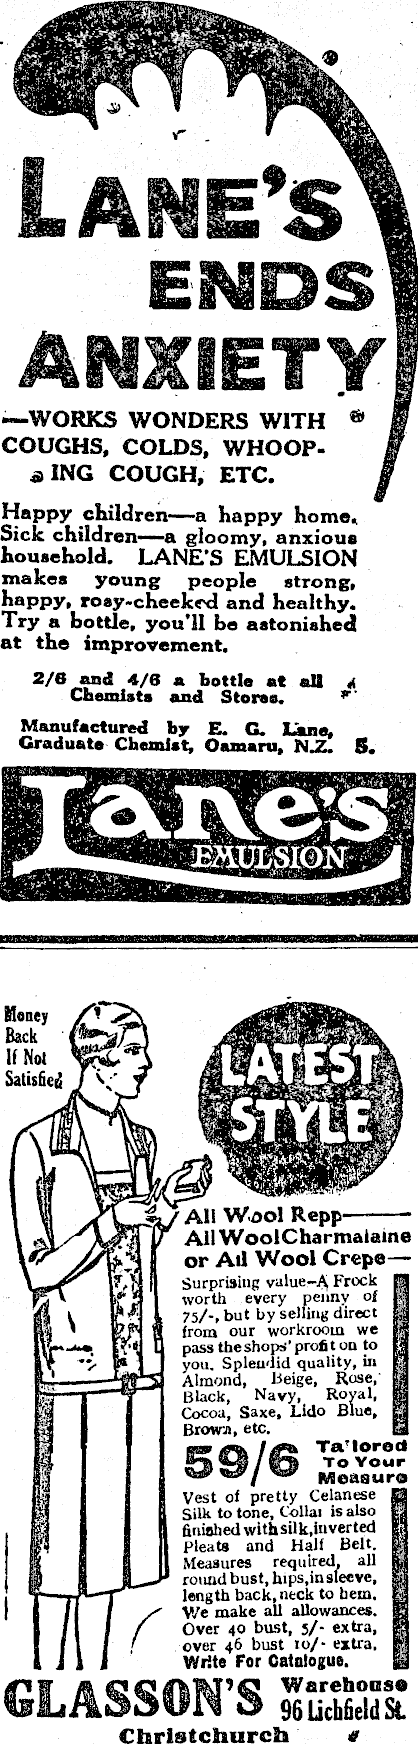 LANE'S
ENDS
ANXIETY
—WORKS WONDERS WITH
COUGHS, COLDS, WHOOP-
ING COUGH, ETC.
Happy children—a happy home.
Sick children—a gloomy, anxious
household. LANE'S EMULSION
makes young people strong,
happy, rosy-cheeked and healthy.
Try a bottle, you'll be astonished
at the improvement.
2/6 and 4/6 a bottle at all
Chemists and Stores.
Manufactured by E. G. Lane,
Graduate Chemist, Oamaru, N.Z. 5.
Lane's
EMULSION
Money
Back
If Not
Satisfied
LATEST
STYLE
All Wool Repp—
All Wool Charmalaine
or All Wool Crepe—
Surprising value—A Frock
worth every penny of
75/-, but by selling direct
from our workroom we
pass the shops' profit on to
you. Splendid quality, in
Almond, Beige, Rose,
Black, Navy, Royal,
Cocoa, Saxe, Lido Blue,
Brown, etc.
59/6 Tailored
To Your
Measure
Vest of pretty Celanese
Silk to tone, Collar is also
finished with silk, inverted
Pleats and Half Belt.
Measures required, all
round bust, hips, in sleeve,
length back, neck to hem.
We make all allowances.
Over 40 bust, 5/- extra,
over 46 bust 10/- extra.
Write For Catalogue.
GLASSON'S Warehouse
96 Lichfield St.
Christchurch